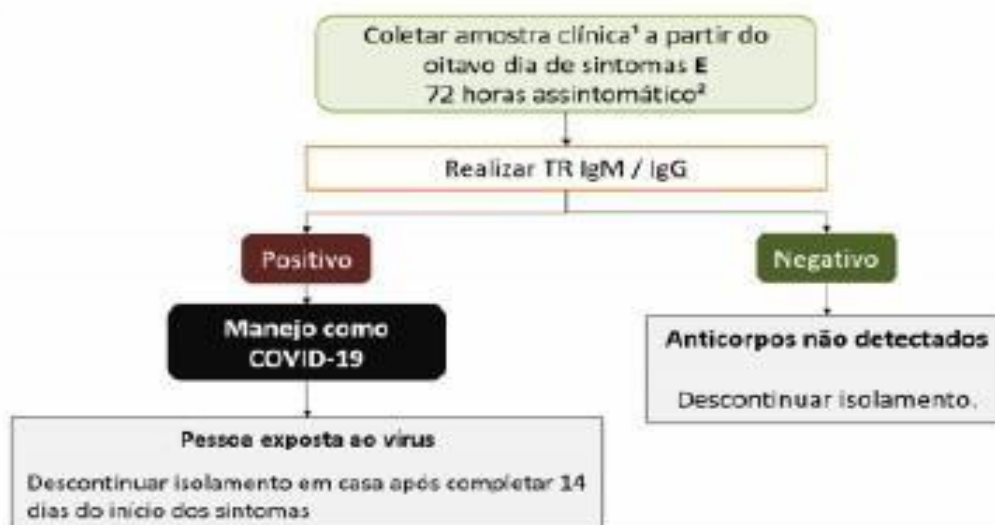 Coletar amostra clínica¹ a partir do
oitavo dia de sintomas E
72 horas assintomático²
Realizar TR IgM / IgG
Positivo
Negativo
Manejo como
COVID-19
Anticorpos não detectados
Descontinuar isolamento.
Pessoa exposta ao vírus
Descontinuar isolamento em casa após completar 14
dias do início dos sintomas